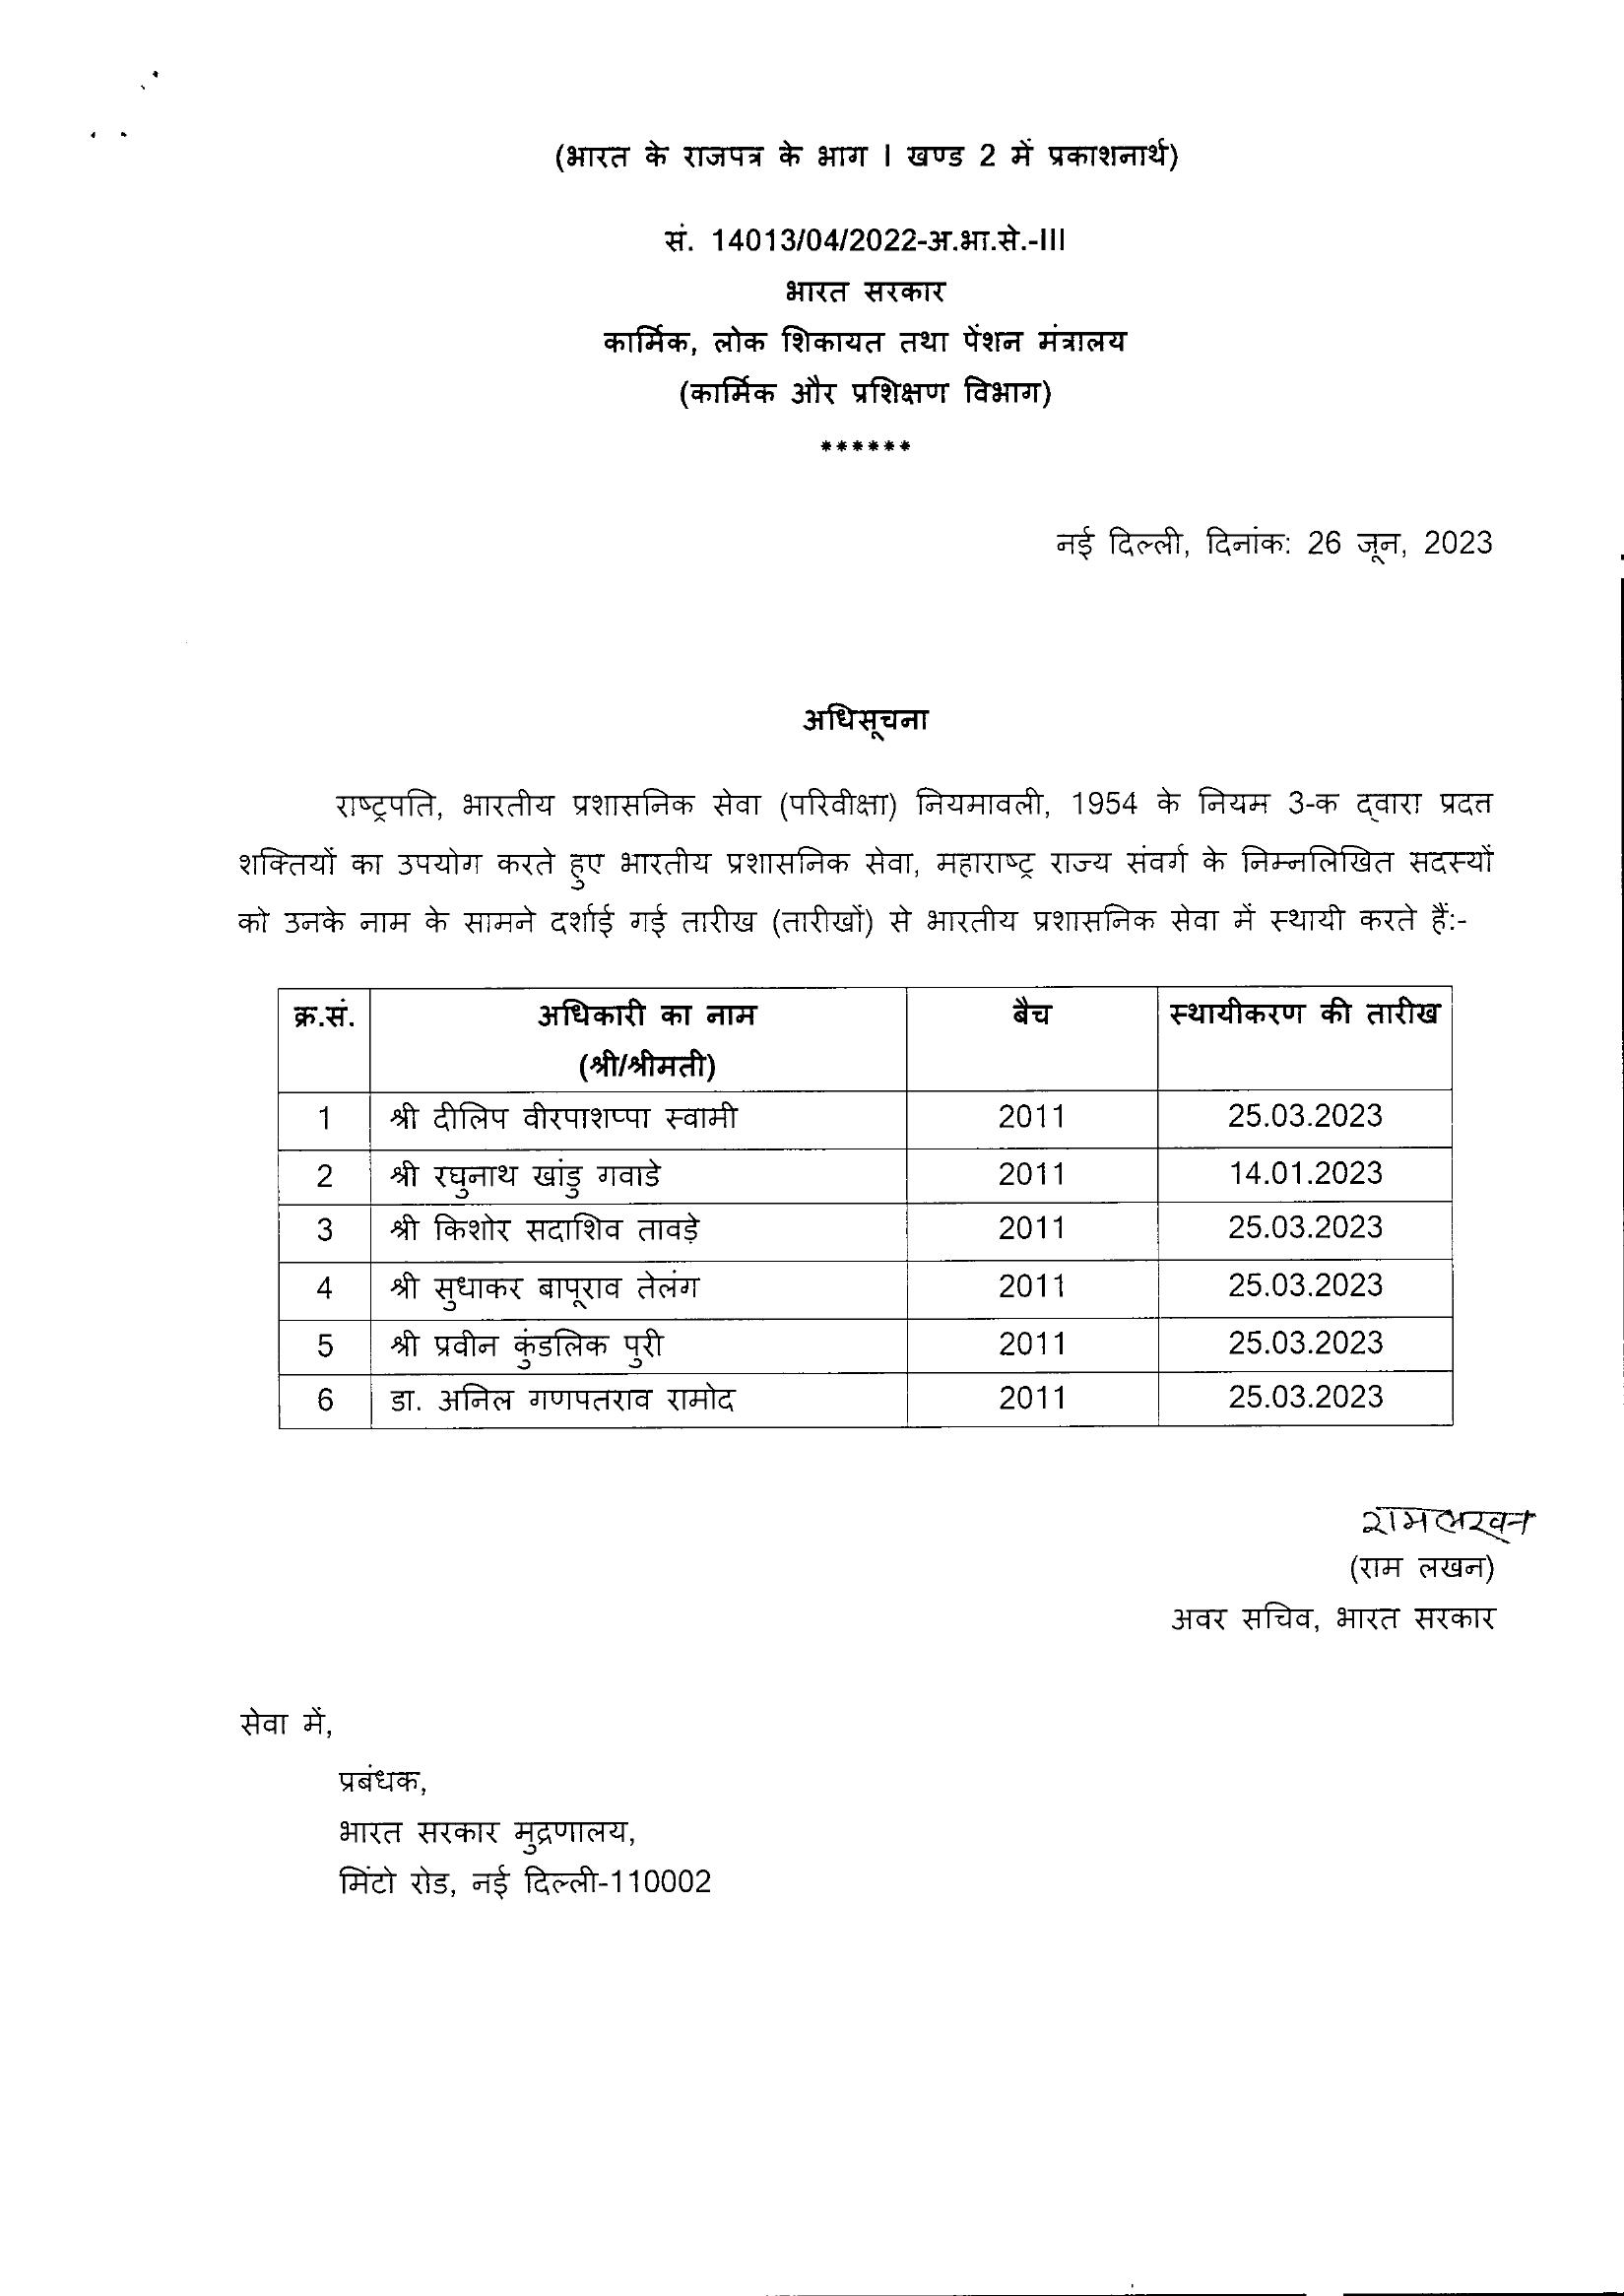 (भारत के राजपत्र के भाग I खण्ड 2 में प्रकाशनार्थ)
सं. 14013/04/2022-अ.भा.से.-III
भारत सरकार
कार्मिक, लोक शिकायत तथा पेंशन मंत्रालय
(कार्मिक और प्रशिक्षण विभाग)
******
नई दिल्ली, दिनांक: 26 जून, 2023
अधिसूचना
राष्ट्रपति, भारतीय प्रशासनिक सेवा (परिवीक्षा) नियमावली, 1954 के नियम 3-क द्वारा प्रदत्त
शक्तियों का उपयोग करते हुए भारतीय प्रशासनिक सेवा, महाराष्ट्र राज्य संवर्ग के निम्नलिखित सदस्यों
को उनके नाम के सामने दर्शाई गई तारीख (तारीखों) से भारतीय प्रशासनिक सेवा में स्थायी करते हैं:-
क्र.सं. अधिकारी का नाम बैच स्थायीकरण की तारीख
(श्री/श्रीमती)
1 श्री दीलिप वीरपाशप्पा स्वामी 2011 25.03.2023
2 श्री रघुनाथ खांडु गवाडे 2011 14.01.2023
3 श्री किशोर सदाशिव तावड़े 2011 25.03.2023
4 श्री सुधाकर बापूराव तेलंग 2011 25.03.2023
5 श्री प्रवीन कुंडलिक पुरी 2011 25.03.2023
6 डा. अनिल गणपतराव रामोद 2011 25.03.2023
रामलखन
(राम लखन)
अवर सचिव, भारत सरकार
सेवा में,
प्रबंधक,
भारत सरकार मुद्रणालय,
मिंटो रोड, नई दिल्ली-110002